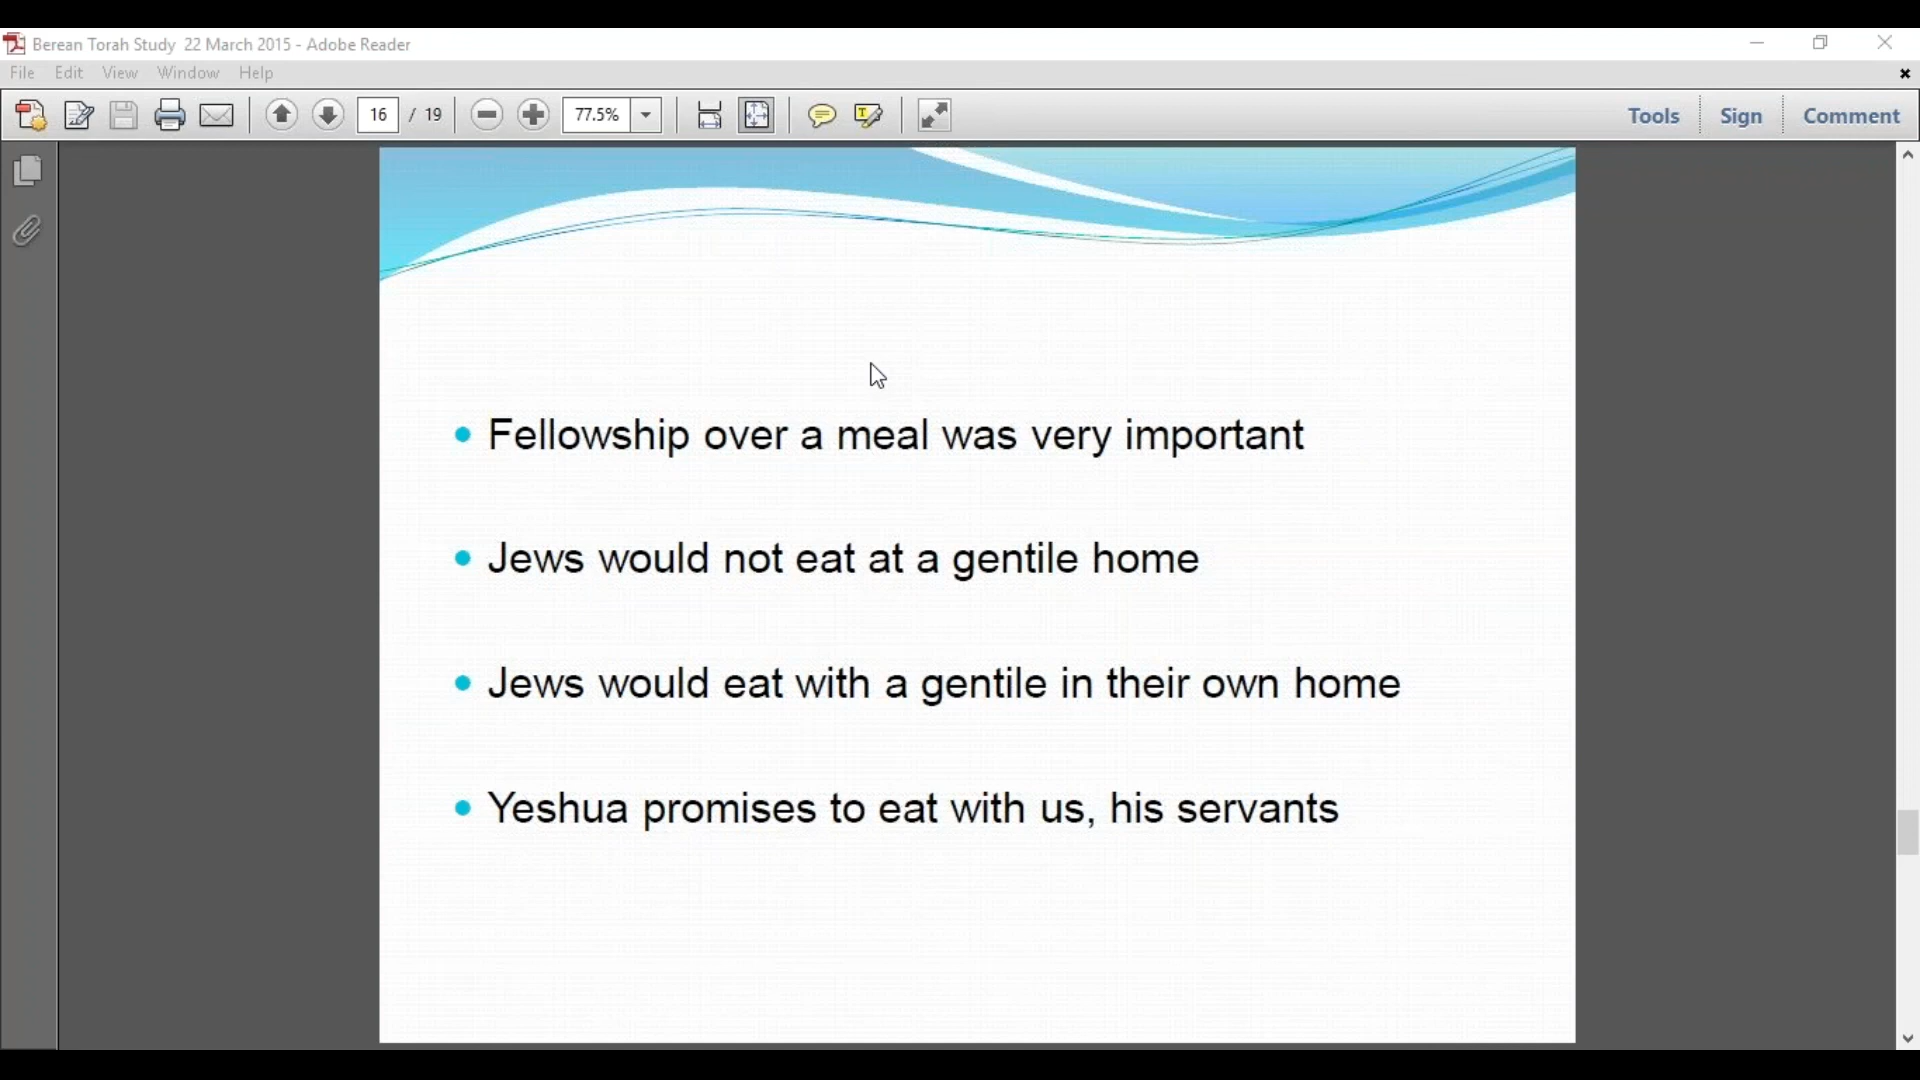 Berean Torah Study 22 March 2015 - Adobe Reader
File Edit View Window Help
16 / 19 77.5% Tools Sign Comment
• Fellowship over a meal was very important
• Jews would not eat at a gentile home
• Jews would eat with a gentile in their own home
• Yeshua promises to eat with us, his servants